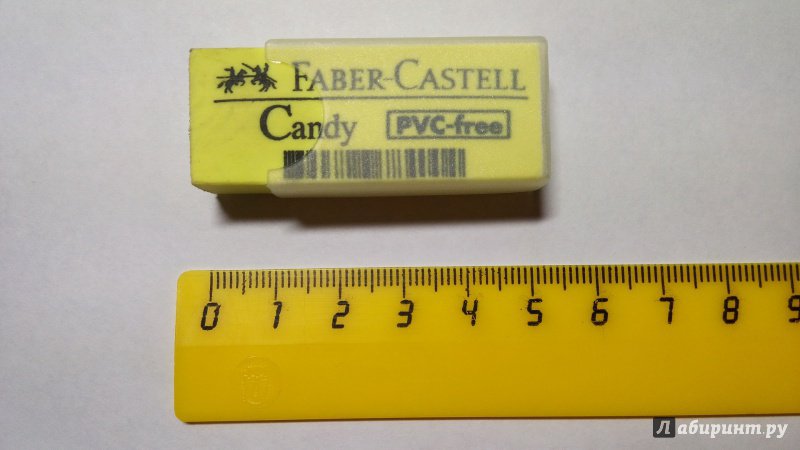 FABER-CASTELL
Candy PVC-free
0 1 2 3 4 5 6 7 8 9
Лабиринт.ру